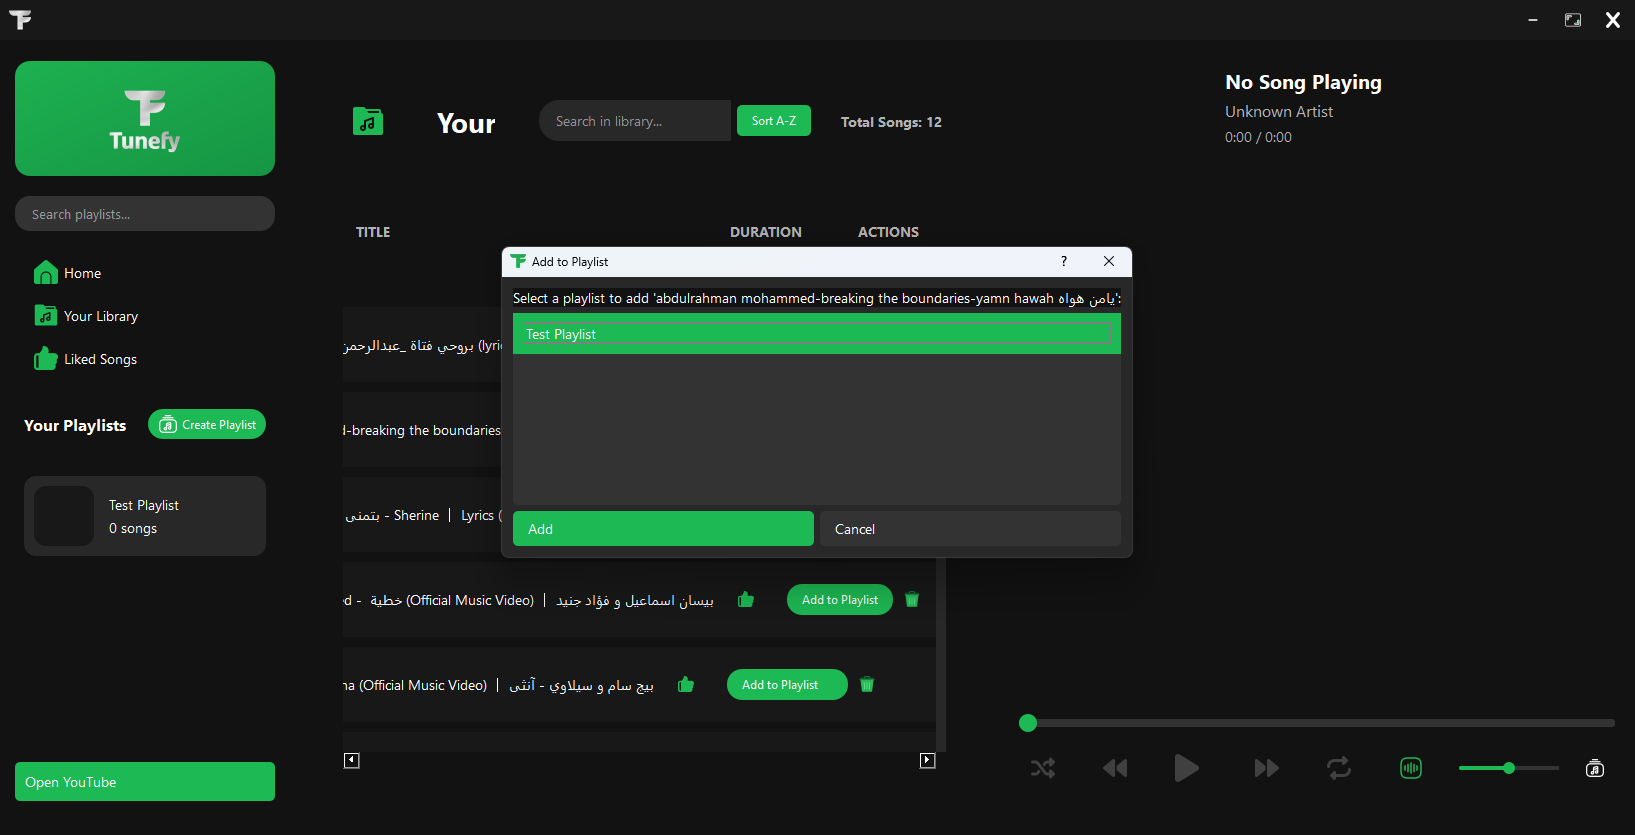 Tunefy
Search playlists...
Home
Your Library
Liked Songs
Your Playlists
Create Playlist
Test Playlist
0 songs
Open YouTube
Your
Search in library...
Sort A-Z
Total Songs: 12
TITLE
DURATION
ACTIONS
بروحي فتاة _عبدالرحمن (lyri
d-breaking the boundaries
بتمنى - Sherine | Lyrics (
ed - خطية (Official Music Video) | بيسان اسماعيل و فؤاد جنيد
Add to Playlist
na (Official Music Video) | بيج سام و سيلاوي - آنثى
Add to Playlist
Add to Playlist
?
Select a playlist to add 'abdulrahman mohammed-breaking the boundaries-yamn hawah يامن هواه':
Test Playlist
Add
Cancel
No Song Playing
Unknown Artist
0:00 / 0:00